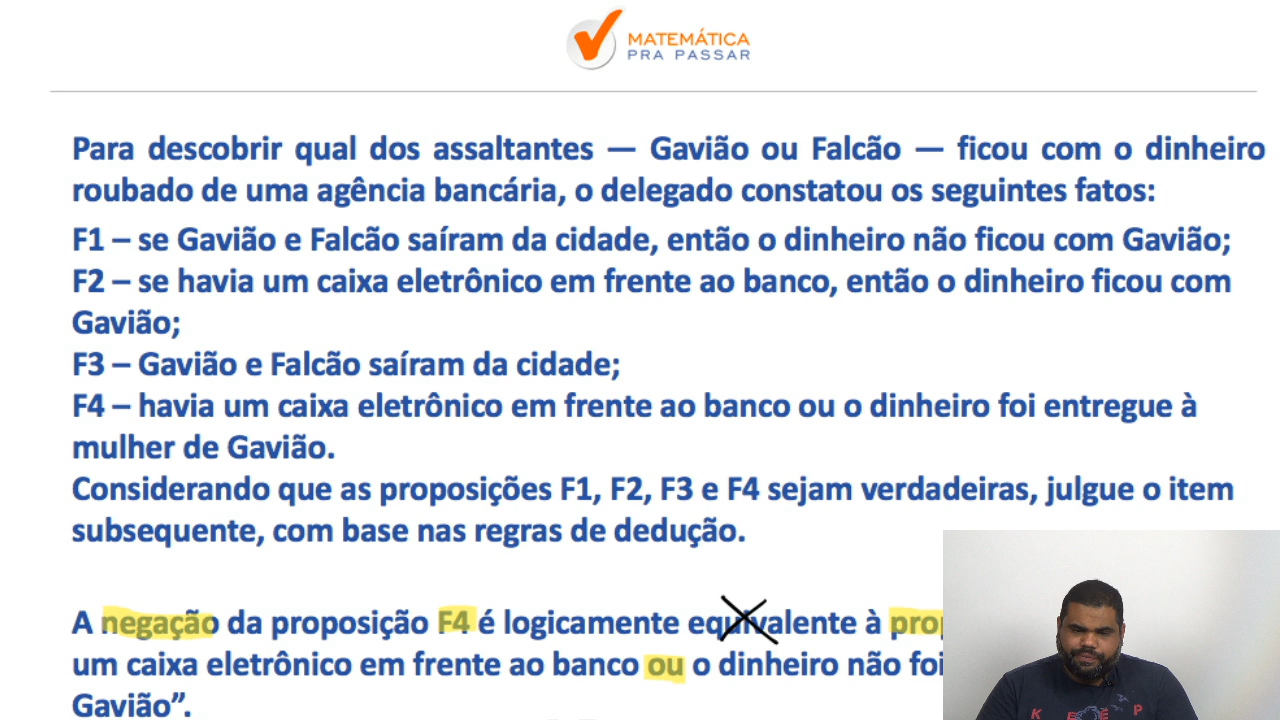 MATEMÁTICA
PRA PASSAR
Para descobrir qual dos assaltantes — Gavião ou Falcão — ficou com o dinheiro
roubado de uma agência bancária, o delegado constatou os seguintes fatos:
F1 – se Gavião e Falcão saíram da cidade, então o dinheiro não ficou com Gavião;
F2 – se havia um caixa eletrônico em frente ao banco, então o dinheiro ficou com
Gavião;
F3 – Gavião e Falcão saíram da cidade;
F4 – havia um caixa eletrônico em frente ao banco ou o dinheiro foi entregue à
mulher de Gavião.
Considerando que as proposições F1, F2, F3 e F4 sejam verdadeiras, julgue o item
subsequente, com base nas regras de dedução.
A negação da proposição F4 é logicamente equivalente à
um caixa eletrônico em frente ao banco ou o dinheiro não foi
Gavião”.